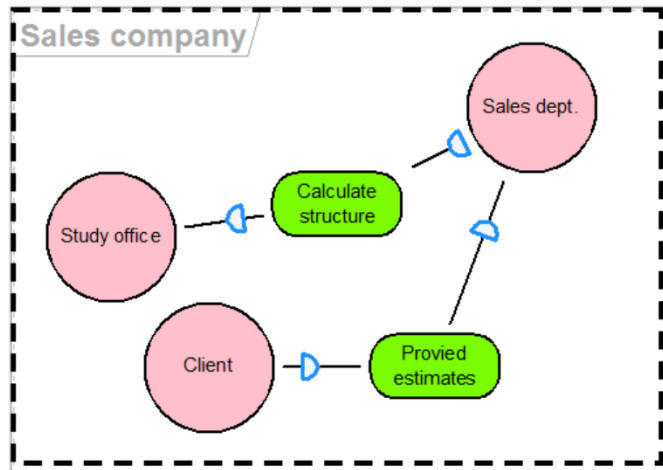 Sales company
Sales dept.
Calculate
structure
Study office
Client
Provied
estimates